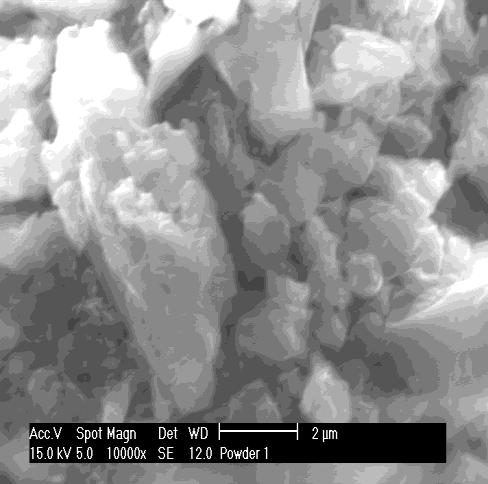 Acc.V Spot Magn Det WD 2 µm
15.0 kV 5.0 10000x SE 12.0 Powder 1